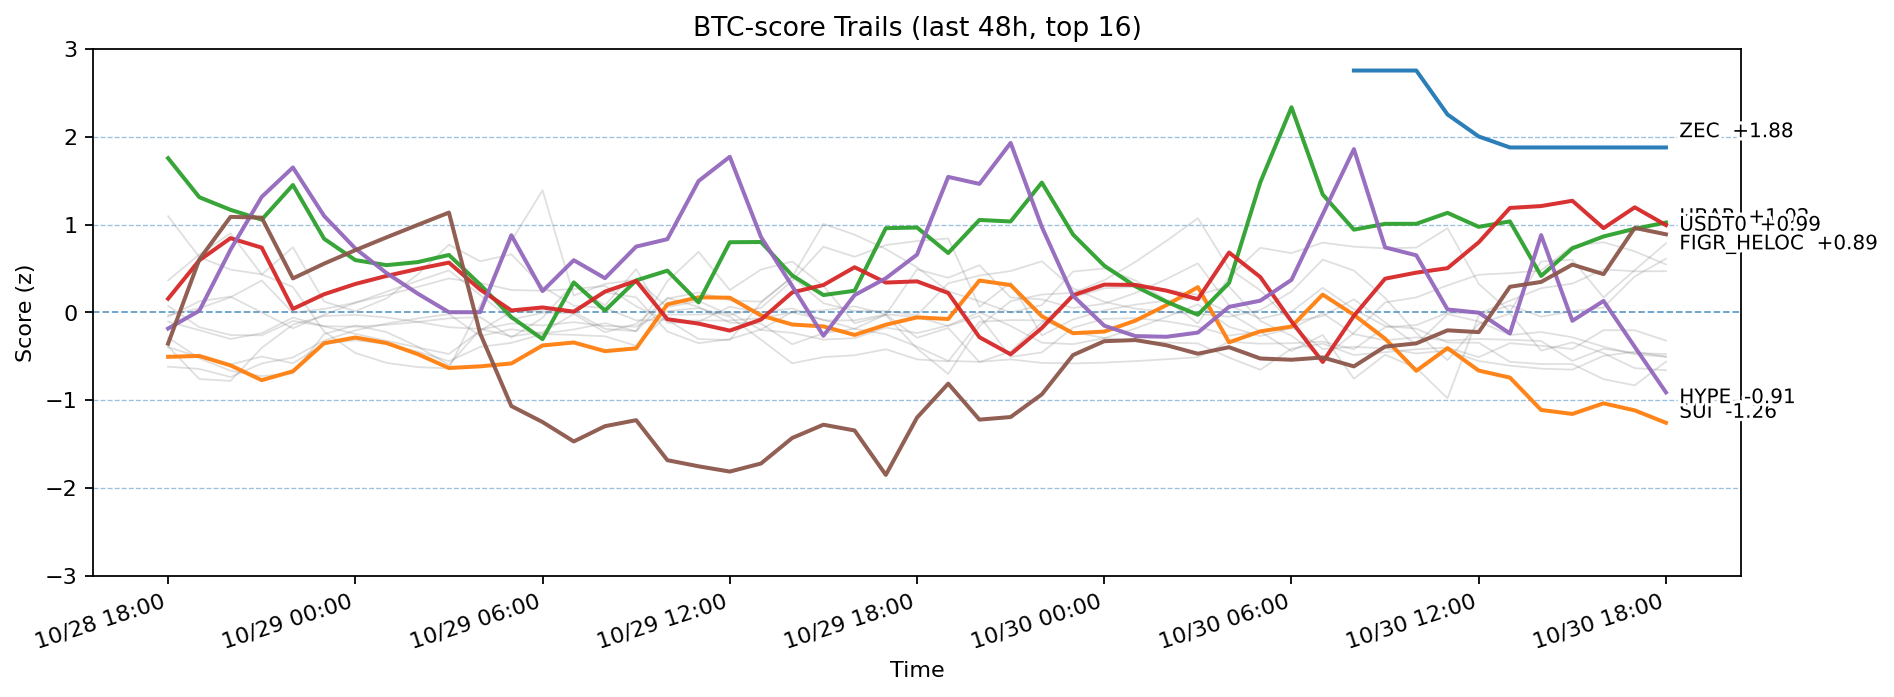 BTC-score Trails (last 48h, top 16)
Score (z)
3
2
1
0
−1
−2
−3
ZEC +1.88
USDT0 +0.99
FIGR_HELOC +0.89
HYPE -0.91
SUI -1.26
10/28 18:00
10/29 00:00
10/29 06:00
10/29 12:00
10/29 18:00
10/30 00:00
10/30 06:00
10/30 12:00
10/30 18:00
Time